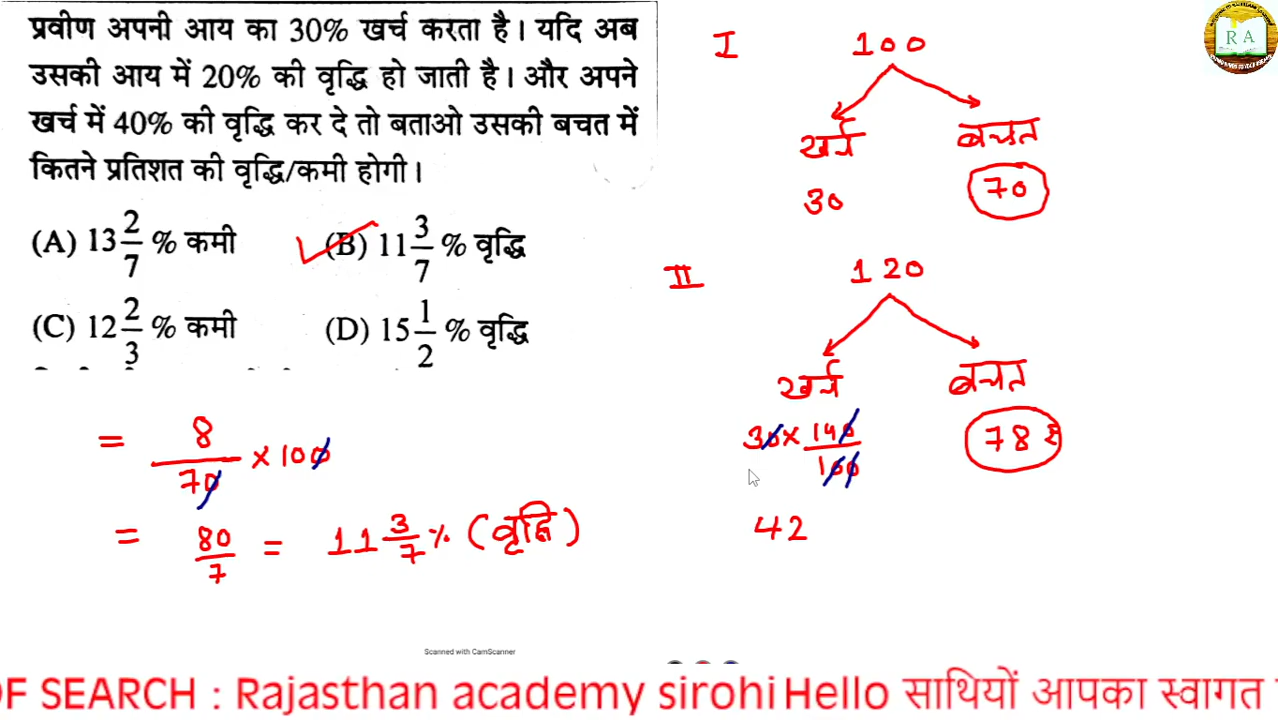 प्रवीण अपनी आय का 30% खर्च करता है। यदि अब
उसकी आय में 20% की वृद्धि हो जाती है। और अपने
खर्च में 40% की वृद्धि कर दे तो बताओ उसकी बचत में
कितने प्रतिशत की वृद्धि/कमी होगी।
(A) 13 2/7 % कमी (B) 11 3/7 % वृद्धि
(C) 12 2/3 % कमी (D) 15 1/2 % वृद्धि
= 8/70 × 100
= 80/7 = 11 3/7 % (वृद्धि)
I 100
खर्च बचत
30 70
II 120
खर्च बचत
30 × 140/100 78
42
R A
Scanned with CamScanner
OF SEARCH : Rajasthan academy sirohi Hello साथियों आपका स्वागत